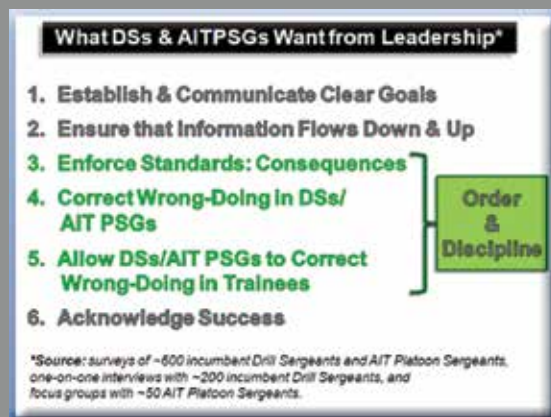 What DSs & AITPSGs Want from Leadership*
1. Establish & Communicate Clear Goals
2. Ensure that Information Flows Down & Up
3. Enforce Standards: Consequences
4. Correct Wrong-Doing in DSs/
AIT PSGs
5. Allow DSs/AIT PSGs to Correct
Wrong-Doing in Trainees
6. Acknowledge Success
Order
&
Discipline
*Source: surveys of ~600 incumbent Drill Sergeants and AIT Platoon Sergeants,
one-on-one interviews with ~200 incumbent Drill Sergeants, and
focus groups with ~50 AIT Platoon Sergeants.